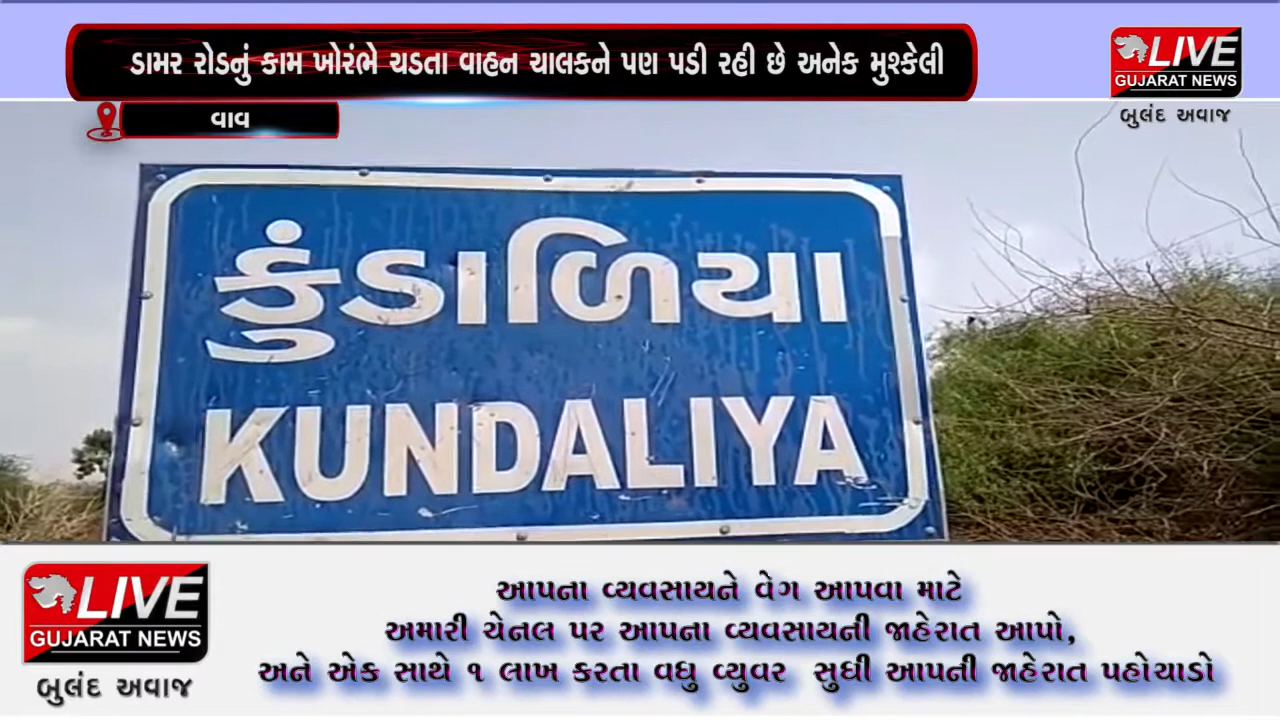 ડામર રોડનું કામ ખોરંભે ચડતા વાહન ચાલકને પણ પડી રહી છે અનેક મુશ્કેલી
LIVE
GUJARAT NEWS
બુલંદ અવાજ
વાવ
કુંડાળિયા
KUNDALIYA
LIVE
GUJARAT NEWS
બુલંદ અવાજ
આપના વ્યવસાયને વેગ આપવા માટે
અમારી ચેનલ પર આપના વ્યવસાયની જાહેરાત આપો,
અને એક સાથે ૧ લાખ કરતા વધુ વ્યુવર સુધી આપની જાહેરાત પહોચાડો